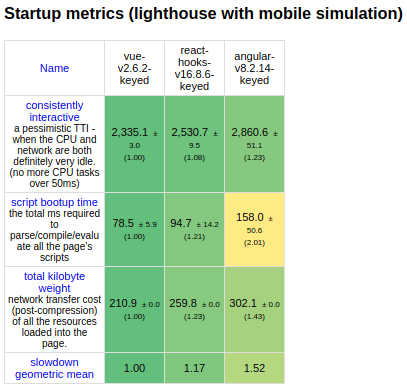 Startup metrics (lighthouse with mobile simulation)
Name
vue-
v2.6.2-
keyed
react-
hooks-
v16.8.6-
keyed
angular-
v8.2.14-
keyed
consistently
interactive
a pessimistic TTI -
when the CPU and
network are both
definitely very idle.
(no more CPU tasks
over 50ms)
2,335.1 ±
3.0
(1.00)
2,530.7 ±
9.5
(1.08)
2,860.6 ±
51.1
(1.23)
script bootup time
the total ms required
to
parse/compile/evalu
ate all the page's
scripts
78.5 ± 5.9
(1.00)
94.7 ± 14.2
(1.21)
158.0 ±
50.6
(2.01)
total kilobyte
weight
network transfer cost
(post-compression)
of all the resources
loaded into the
page.
210.9 ± 0.0
(1.00)
259.8 ± 0.0
(1.23)
302.1 ± 0.0
(1.43)
slowdown
geometric mean
1.00
1.17
1.52